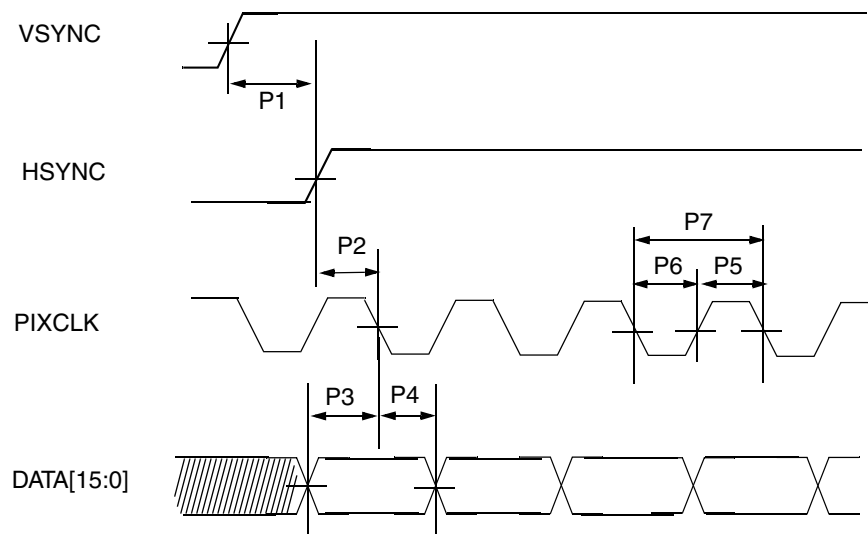 VSYNC
P1
HSYNC
P7
P2
P6 P5
PIXCLK
P3 P4
DATA[15:0]